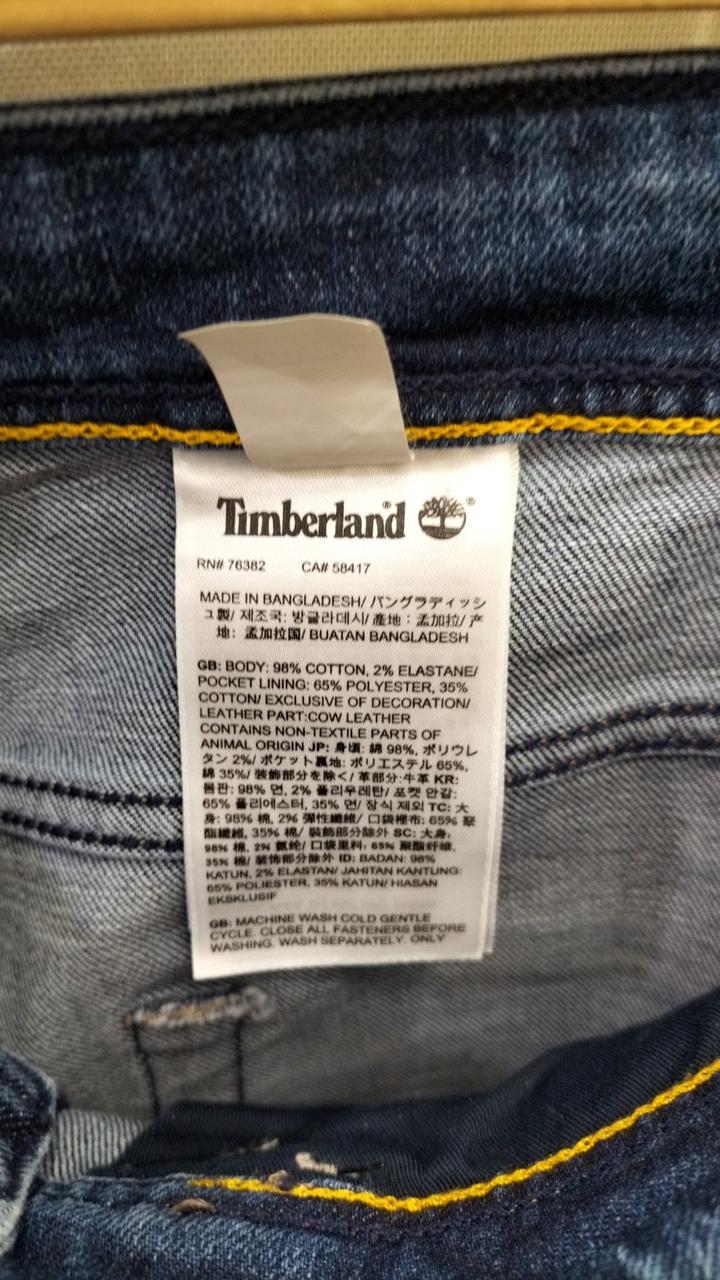 Timberland® ®
RN# 76382 CA# 58417
MADE IN BANGLADESH/ バングラディッシ
ュ製/ 제조국: 방글라데시/ 產地：孟加拉/ 产
地: 孟加拉国/ BUATAN BANGLADESH
GB: BODY: 98% COTTON, 2% ELASTANE/
POCKET LINING: 65% POLYESTER, 35%
COTTON/ EXCLUSIVE OF DECORATION/
LEATHER PART:COW LEATHER
CONTAINS NON-TEXTILE PARTS OF
ANIMAL ORIGIN JP: 身頃: 綿 98%, ポリウレ
タン 2%/ ポケット裏地: ポリエステル 65%,
綿 35%/ 装飾部分を除く/ 革部分:牛革 KR:
몸판: 98% 면, 2% 폴리우레탄/ 포켓 안감:
65% 폴리에스터, 35% 면/ 장식 제외 TC: 大
身: 98% 棉, 2% 彈性纖維/ 口袋裡布: 65% 聚
酯纖維, 35% 棉/ 裝飾部分除外 SC: 大身:
98% 棉, 2% 氨纶/ 口袋里料: 65% 聚酯纤维,
35% 棉/ 装饰部分除外 ID: BADAN: 98%
KATUN, 2% ELASTAN/ JAHITAN KANTUNG:
65% POLIESTER, 35% KATUN/ HIASAN
EKSKLUSIF
GB: MACHINE WASH COLD GENTLE
CYCLE. CLOSE ALL FASTENERS BEFORE
WASHING. WASH SEPARATELY. ONLY